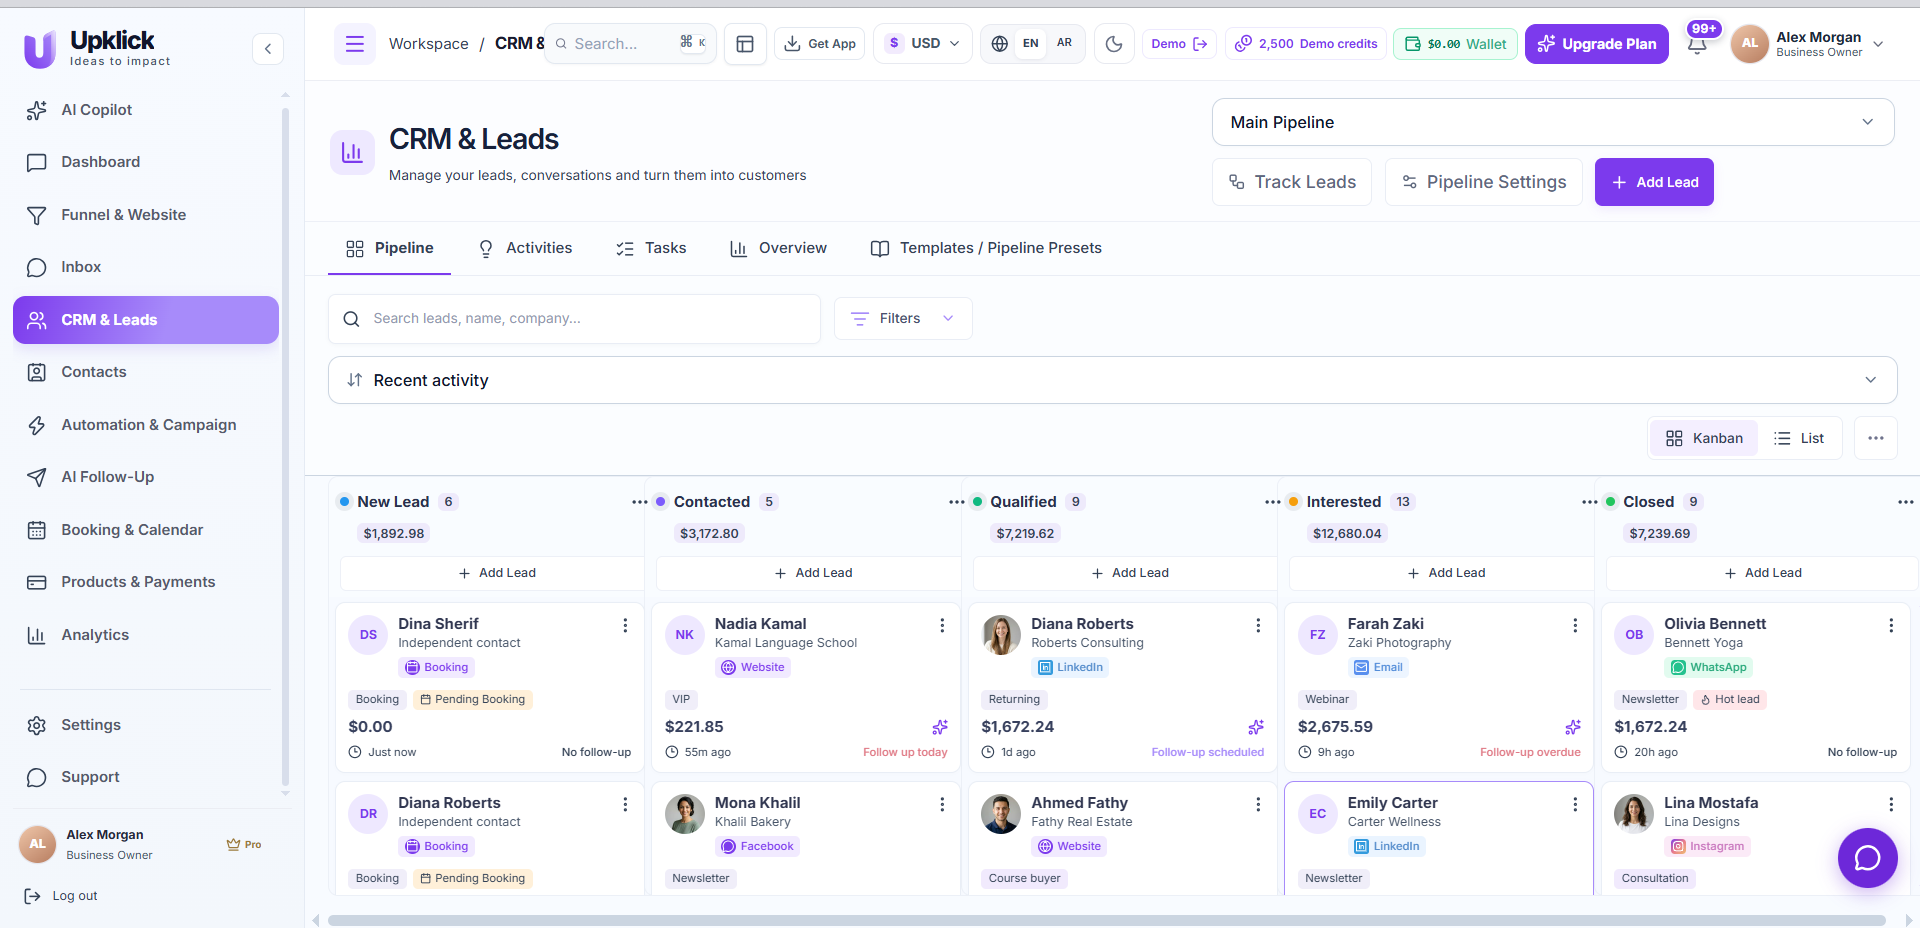 Upklick
Ideas to impact
AI Copilot
Dashboard
Funnel & Website
Inbox
CRM & Leads
Contacts
Automation & Campaign
AI Follow-Up
Booking & Calendar
Products & Payments
Analytics
Settings
Support
AL Alex Morgan
Business Owner
Pro
Log out
Workspace / CRM &
Search... ⌘ K
Get App
$ USD
EN AR
Demo
2,500 Demo credits
$0.00 Wallet
Upgrade Plan
99+
AL Alex Morgan
Business Owner
CRM & Leads
Manage your leads, conversations and turn them into customers
Main Pipeline
Track Leads
Pipeline Settings
+ Add Lead
Pipeline
Activities
Tasks
Overview
Templates / Pipeline Presets
Search leads, name, company...
Filters
Recent activity
Kanban
List
New Lead 6
$1,892.98
+ Add Lead
DS Dina Sherif
Independent contact
Booking
Booking Pending Booking
$0.00
Just now No follow-up
DR Diana Roberts
Independent contact
Booking
Booking Pending Booking
Contacted 5
$3,172.80
+ Add Lead
NK Nadia Kamal
Kamal Language School
Website
VIP
$221.85
55m ago Follow up today
Mona Khalil
Khalil Bakery
Facebook
Newsletter
Qualified 9
$7,219.62
+ Add Lead
Diana Roberts
Roberts Consulting
LinkedIn
Returning
$1,672.24
1d ago Follow-up scheduled
Ahmed Fathy
Fathy Real Estate
Website
Course buyer
Interested 13
$12,680.04
+ Add Lead
FZ Farah Zaki
Zaki Photography
Email
Webinar
$2,675.59
9h ago Follow-up overdue
EC Emily Carter
Carter Wellness
LinkedIn
Newsletter
Closed 9
$7,239.69
+ Add Lead
OB Olivia Bennett
Bennett Yoga
WhatsApp
Newsletter Hot lead
$1,672.24
20h ago No follow-up
Lina Mostafa
Lina Designs
Instagram
Consultation